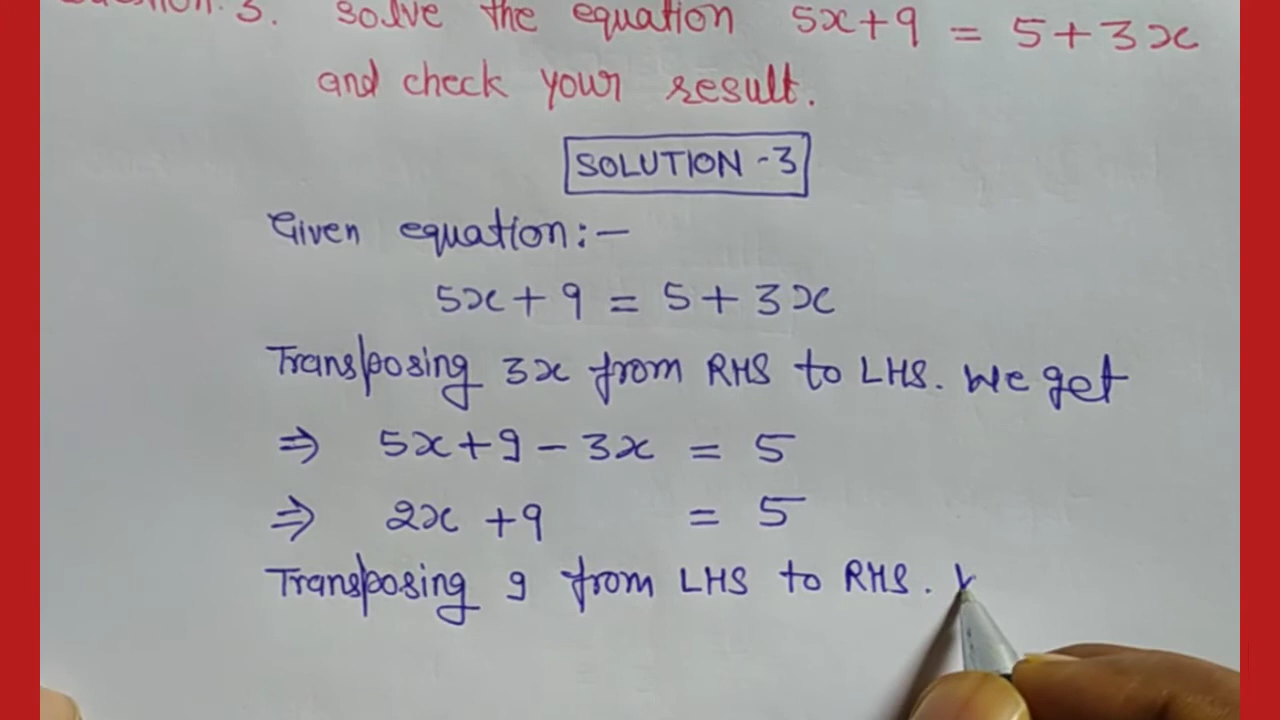 3. Solve the equation 5x+9 = 5+3x
and check your result.
SOLUTION-3
Given equation:-
5x+9 = 5+3x
Transposing 3x from RHS to LHS. We get
⇒ 5x+9-3x = 5
⇒ 2x+9 = 5
Transposing 9 from LHS to RHS.